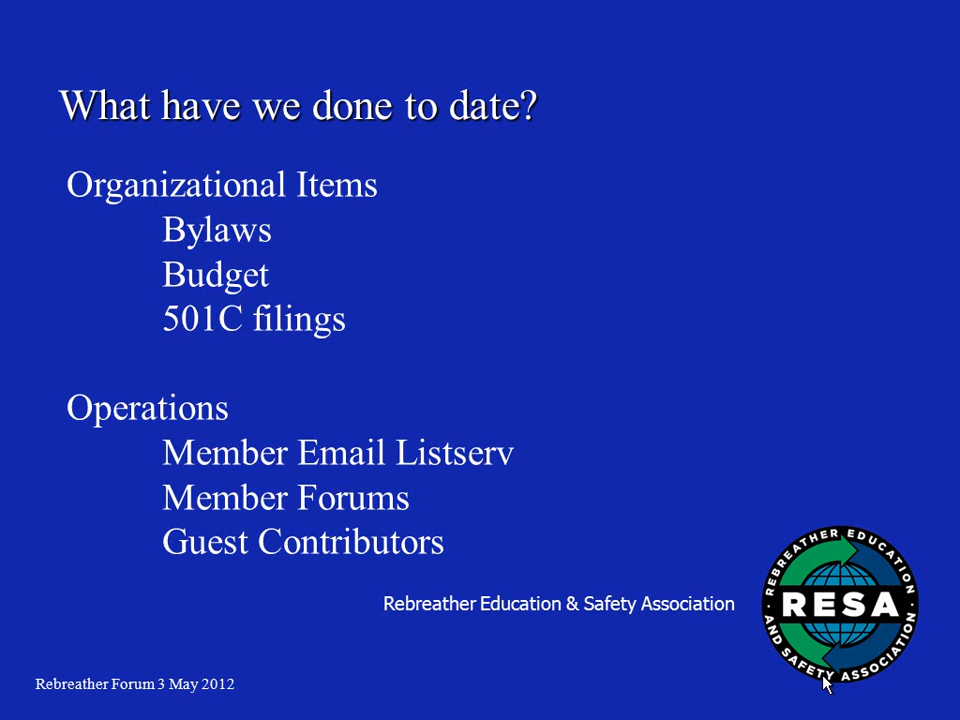 What have we done to date?
Organizational Items
Bylaws
Budget
501C filings
Operations
Member Email Listserv
Member Forums
Guest Contributors
Rebreather Education & Safety Association
· REBREATHER EDUCATION ·
RESA
AND SAFETY ASSOCIATION
Rebreather Forum 3 May 2012